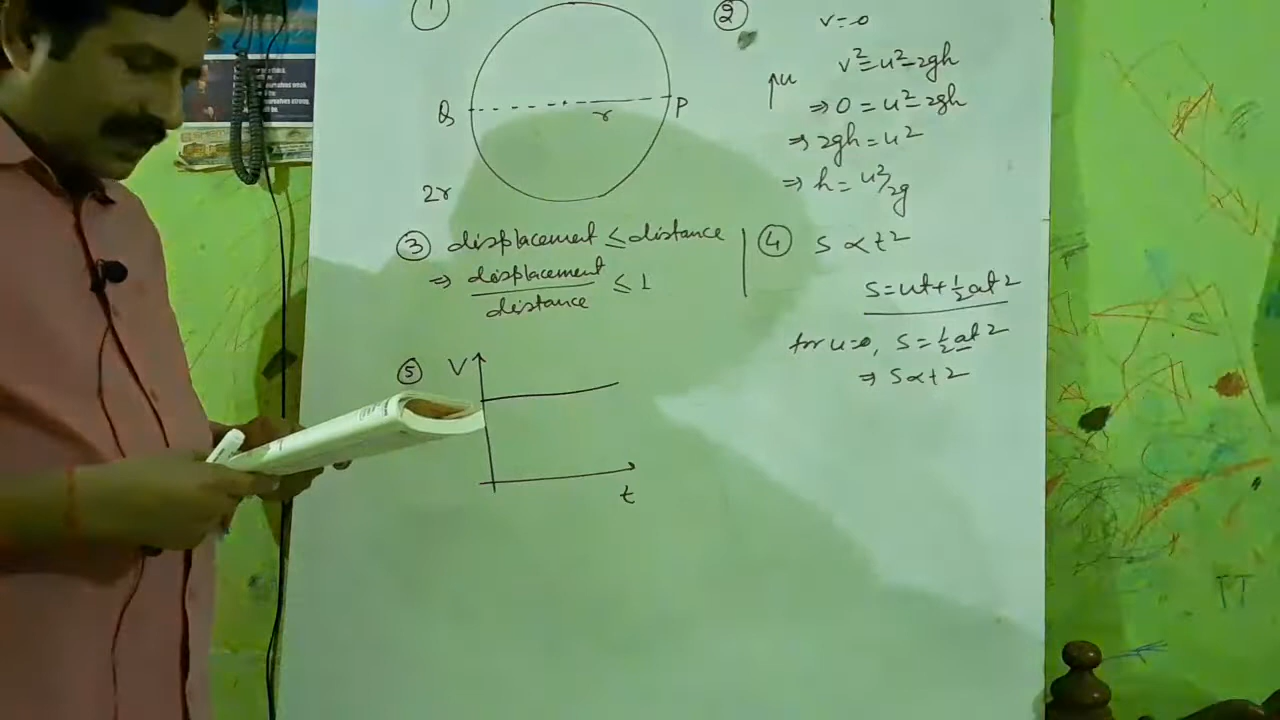 ①
Q
r
P
2r
②
v=0
u
v²=u²-2gh
⇒ 0 = u²-2gh
⇒ 2gh = u²
⇒ h = u²/2g
③ displacement ≤ distance
⇒ displacement/distance ≤ 1
④ S ∝ t²
S = ut + ½at²
for u=0, S = ½at²
⇒ S ∝ t²
⑤
V
t
TT